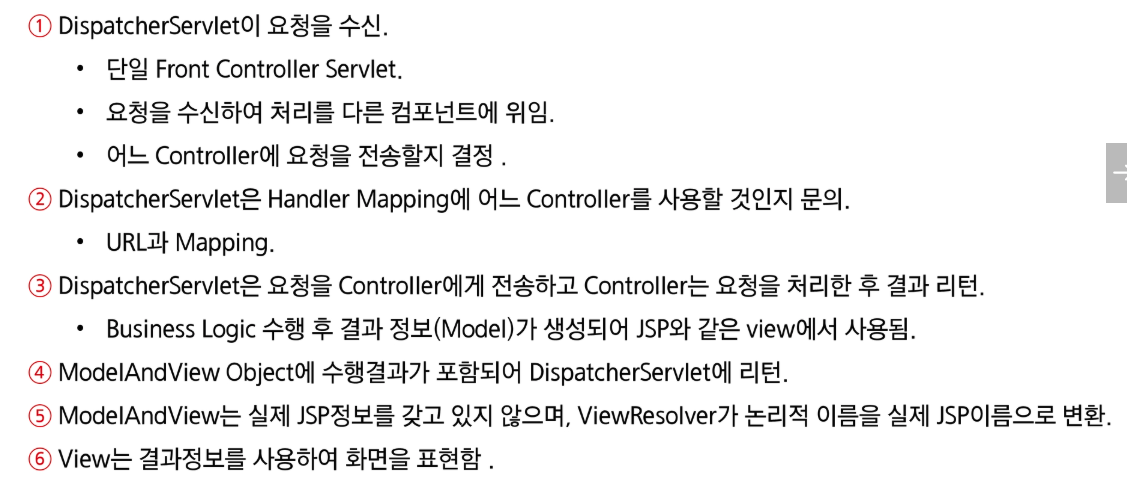 ① DispatcherServlet이 요청을 수신.
• 단일 Front Controller Servlet.
• 요청을 수신하여 처리를 다른 컴포넌트에 위임.
• 어느 Controller에 요청을 전송할지 결정 .
② DispatcherServlet은 Handler Mapping에 어느 Controller를 사용할 것인지 문의.
• URL과 Mapping.
③ DispatcherServlet은 요청을 Controller에게 전송하고 Controller는 요청을 처리한 후 결과 리턴.
• Business Logic 수행 후 결과 정보(Model)가 생성되어 JSP와 같은 view에서 사용됨.
④ ModelAndView Object에 수행결과가 포함되어 DispatcherServlet에 리턴.
⑤ ModelAndView는 실제 JSP정보를 갖고 있지 않으며, ViewResolver가 논리적 이름을 실제 JSP이름으로 변환.
⑥ View는 결과정보를 사용하여 화면을 표현함 .